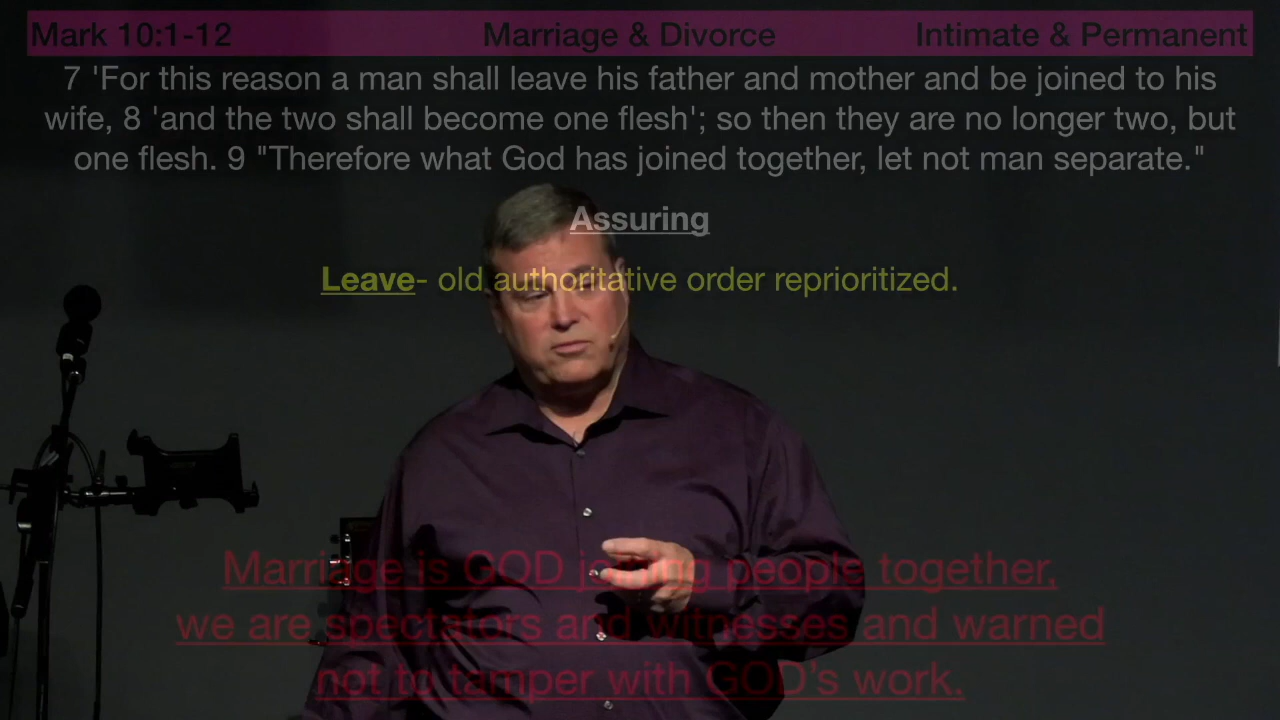 Mark 10:1-12 Marriage & Divorce Intimate & Permanent
7 'For this reason a man shall leave his father and mother and be joined to his
wife, 8 'and the two shall become one flesh'; so then they are no longer two, but
one flesh. 9 "Therefore what God has joined together, let not man separate."
Assuring
Leave- old authoritative order reprioritized.
Marriage is GOD joining people together,
we are spectators and witnesses and warned
not to tamper with GOD's work.